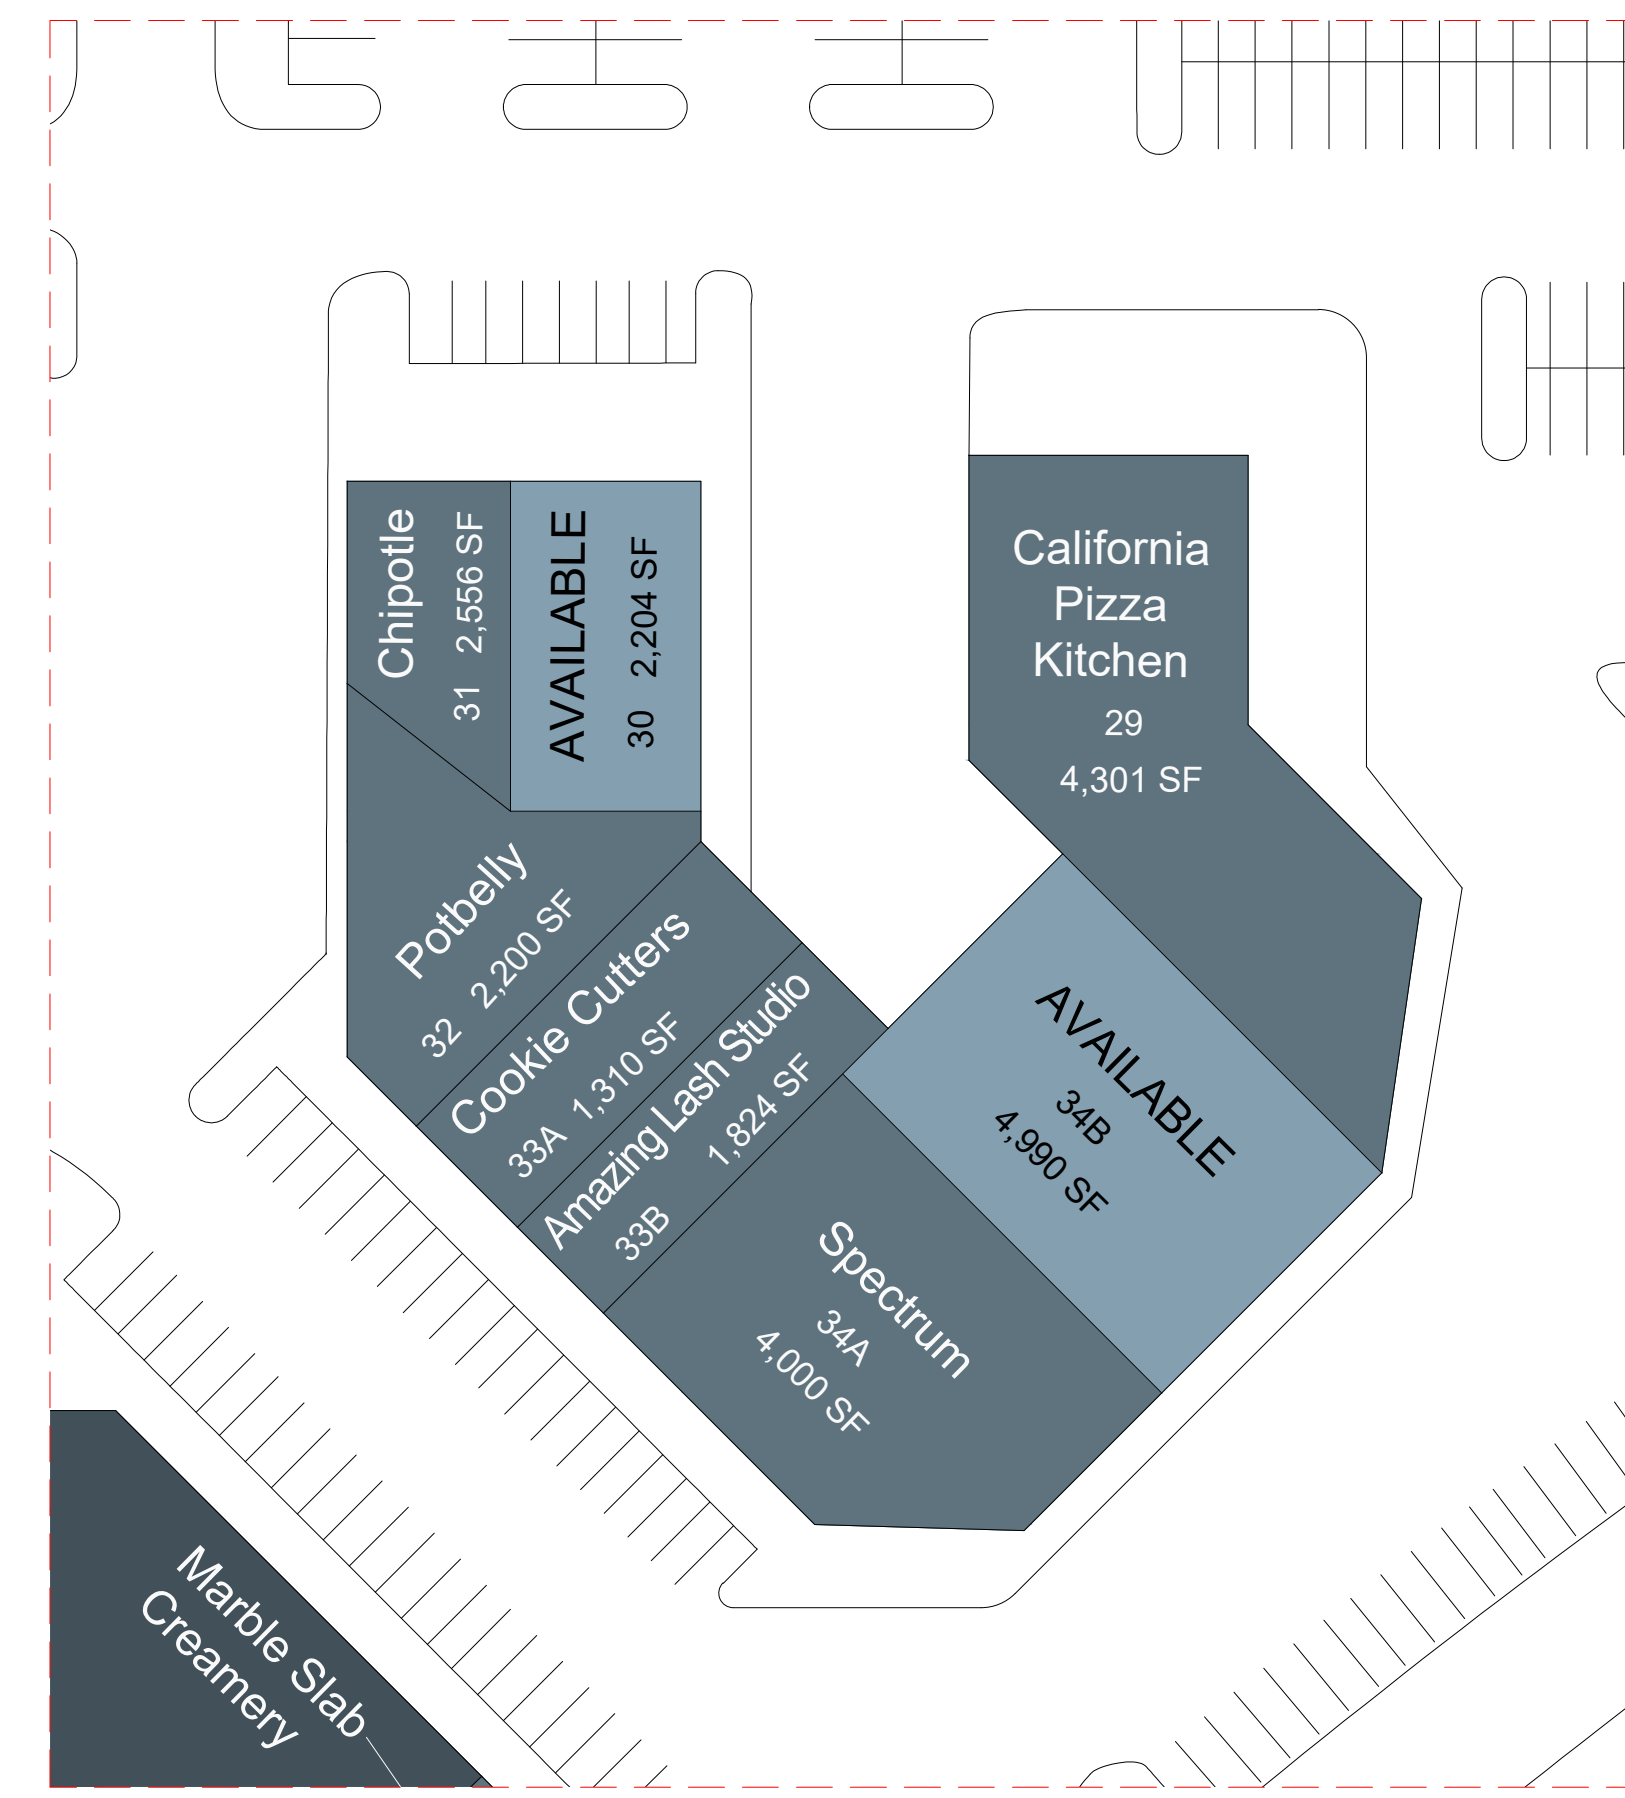 Chipotle
31 2,556 SF
AVAILABLE
30 2,204 SF
California
Pizza
Kitchen
29
4,301 SF
Potbelly
32 2,200 SF
Cookie Cutters
33A 1,310 SF
Amazing Lash Studio
33B 1,824 SF
AVAILABLE
34B
4,990 SF
Spectrum
34A
4,000 SF
Marble Slab
Creamery